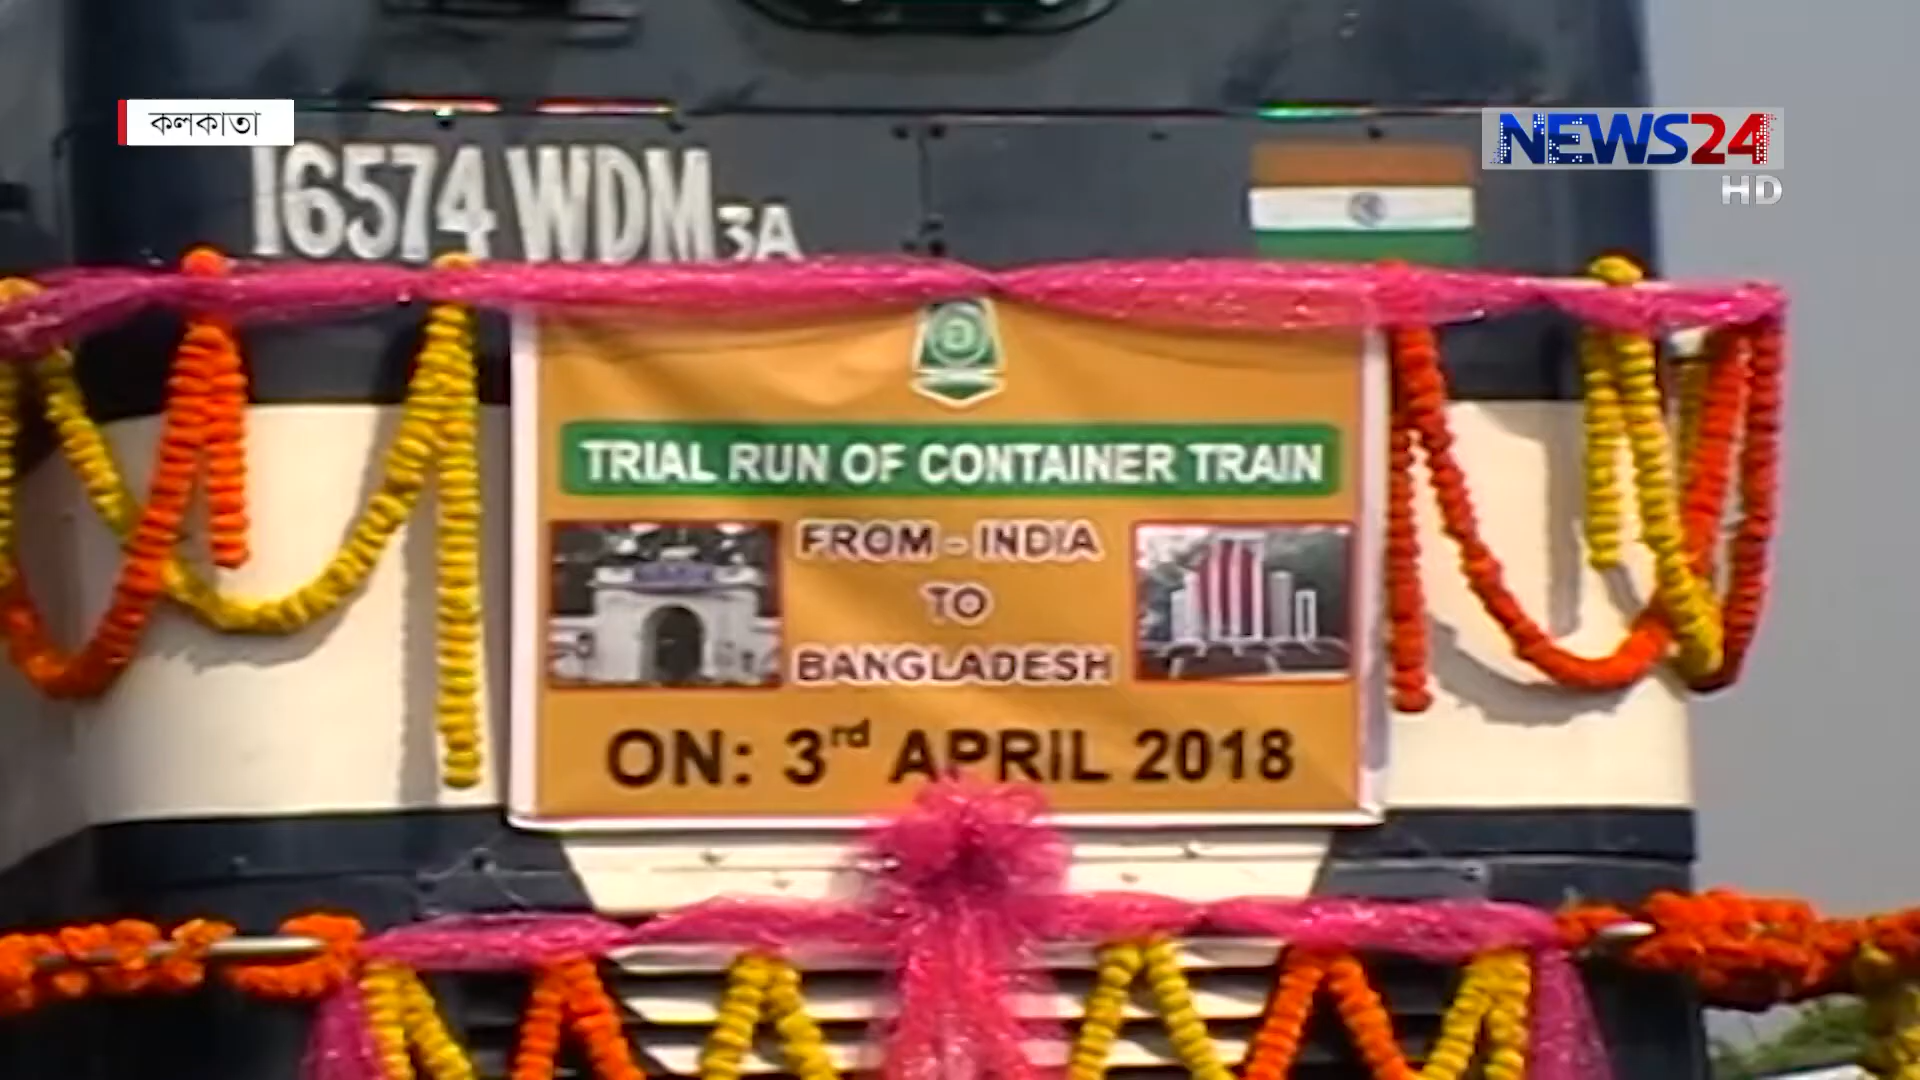 কলকাতা
NEWS24
HD
16574 WDM3A
TRIAL RUN OF CONTAINER TRAIN
FROM - INDIA
TO
BANGLADESH
ON: 3rd APRIL 2018